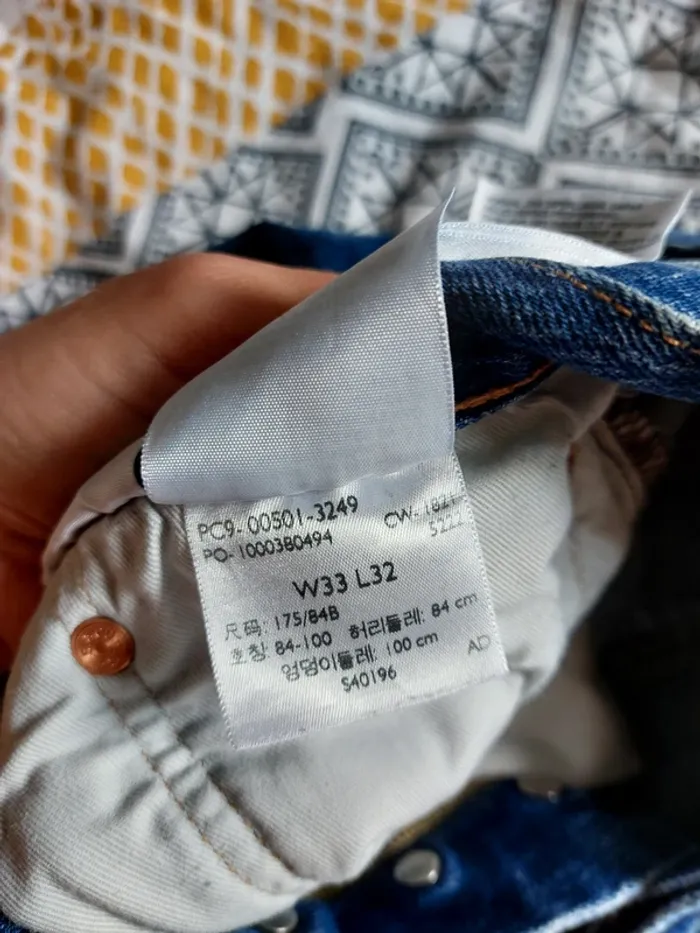 PC9-00501-3249
CW-182
PO-1000380494
5222
W33 L32
尺码: 175/84B
호칭: 84-100 허리둘레: 84 cm
엉덩이둘레: 100 cm
AD
S40196